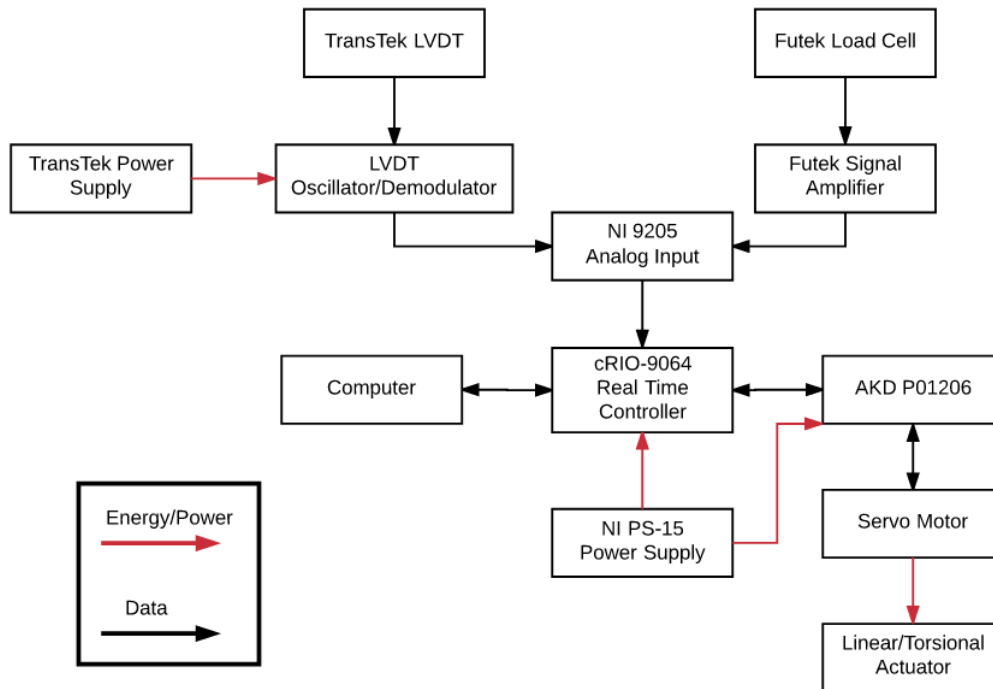 TransTek LVDT
Futek Load Cell
TransTek Power
Supply
LVDT
Oscillator/Demodulator
Futek Signal
Amplifier
NI 9205
Analog Input
Computer
cRIO-9064
Real Time
Controller
AKD P01206
Energy/Power
Data
NI PS-15
Power Supply
Servo Motor
Linear/Torsional
Actuator